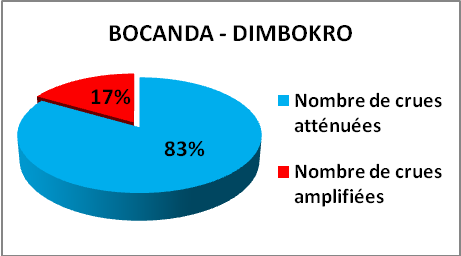 BOCANDA - DIMBOKRO
17%
83%
Nombre de crues
atténuées
Nombre de crues
amplifiées